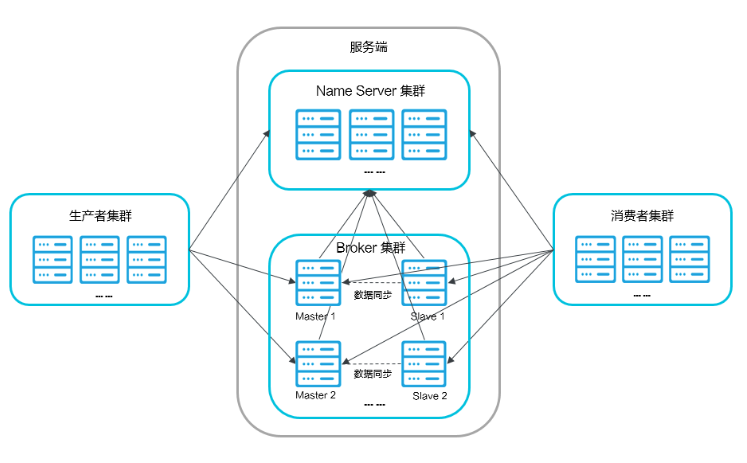 服务端
Name Server 集群
... ...
生产者集群
... ...
消费者集群
... ...
Broker 集群
数据同步
Master 1
Slave 1
数据同步
Master 2
Slave 2
... ...